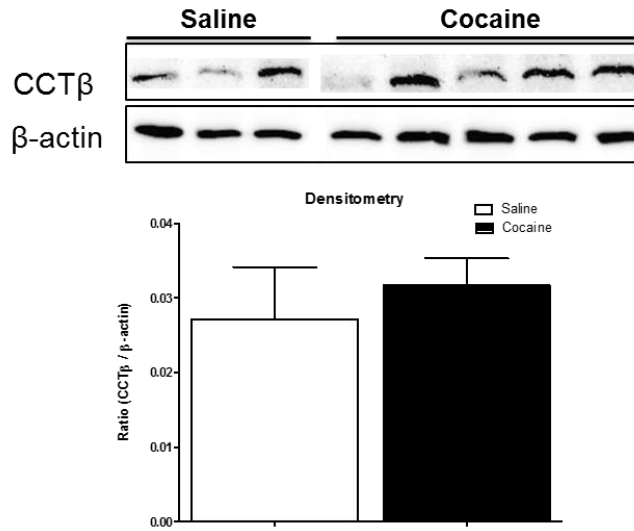 Saline Cocaine
CCTβ
β-actin
Densitometry
Saline
Cocaine
0.04
0.03
0.02
0.01
0.00
Ratio (CCTβ / β-actin)